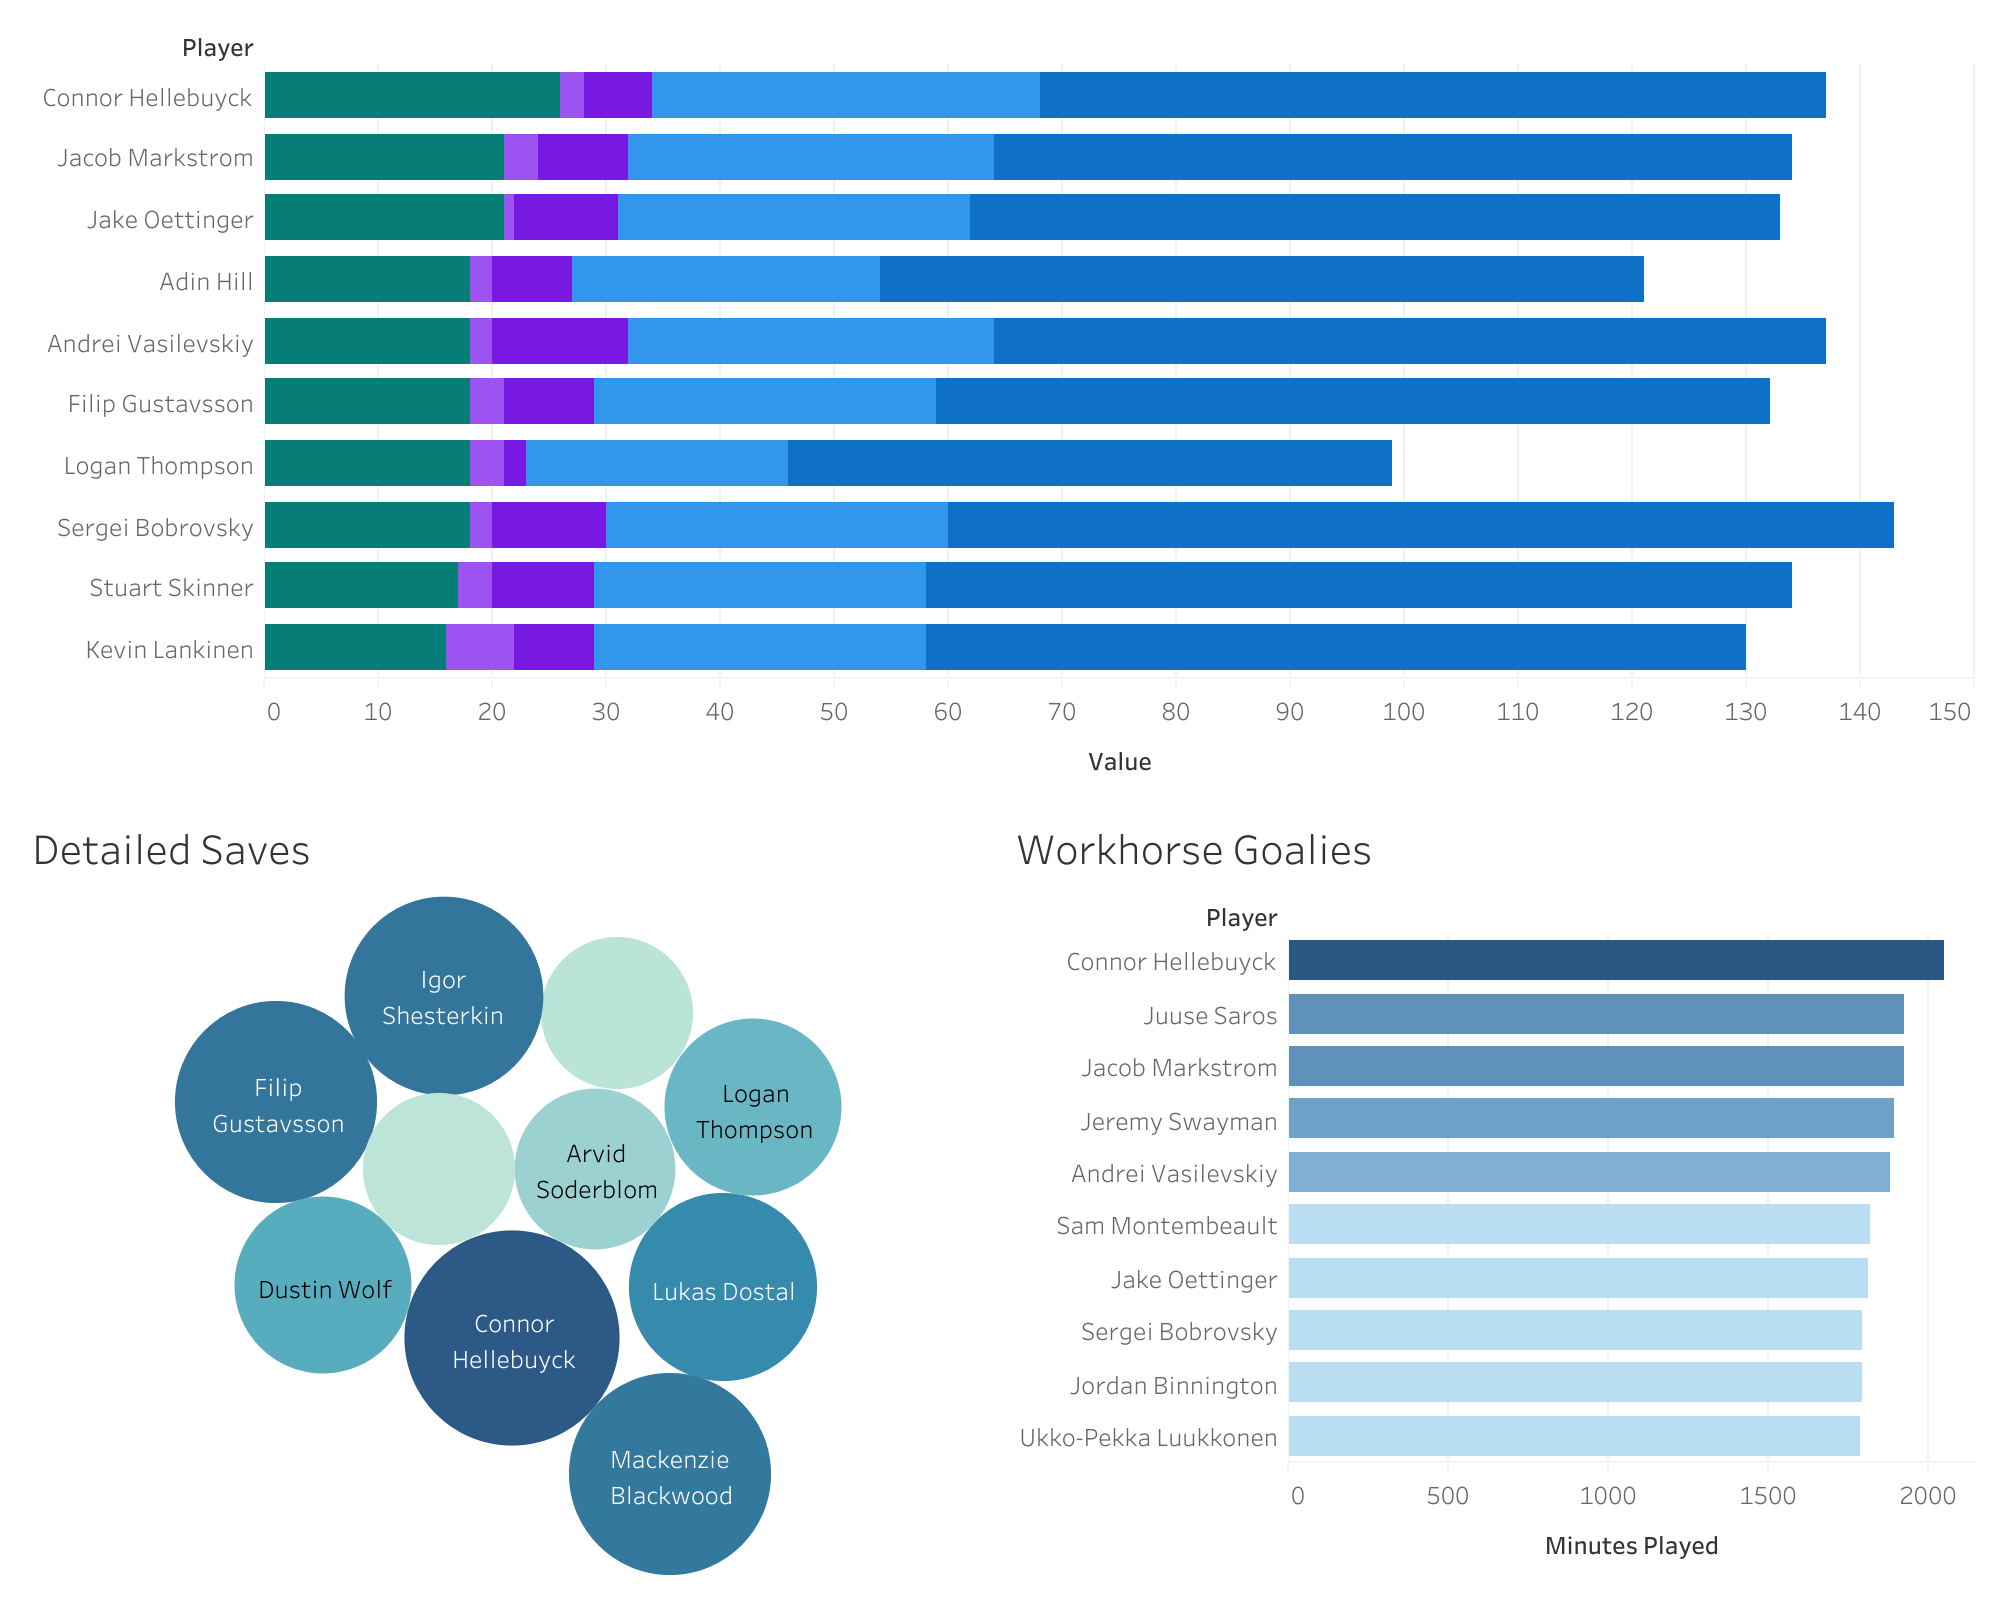 Player
Connor Hellebuyck
Jacob Markstrom
Jake Oettinger
Adin Hill
Andrei Vasilevskiy
Filip Gustavsson
Logan Thompson
Sergei Bobrovsky
Stuart Skinner
Kevin Lankinen
0 10 20 30 40 50 60 70 80 90 100 110 120 130 140 150
Value
Detailed Saves
Igor
Shesterkin
Filip
Gustavsson
Logan
Thompson
Arvid
Soderblom
Dustin Wolf
Lukas Dostal
Connor
Hellebuyck
Mackenzie
Blackwood
Workhorse Goalies
Player
Connor Hellebuyck
Juuse Saros
Jacob Markstrom
Jeremy Swayman
Andrei Vasilevskiy
Sam Montembeault
Jake Oettinger
Sergei Bobrovsky
Jordan Binnington
Ukko-Pekka Luukkonen
0 500 1000 1500 2000
Minutes Played